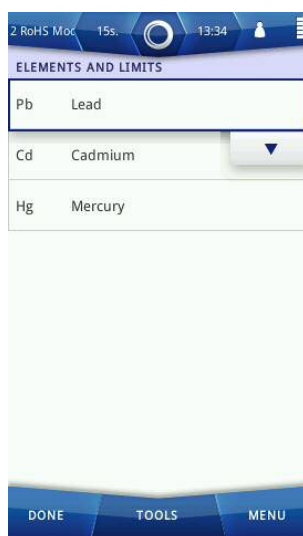 2 RoHS Moc 15s. 13:34
ELEMENTS AND LIMITS
Pb Lead
Cd Cadmium
Hg Mercury
DONE TOOLS MENU